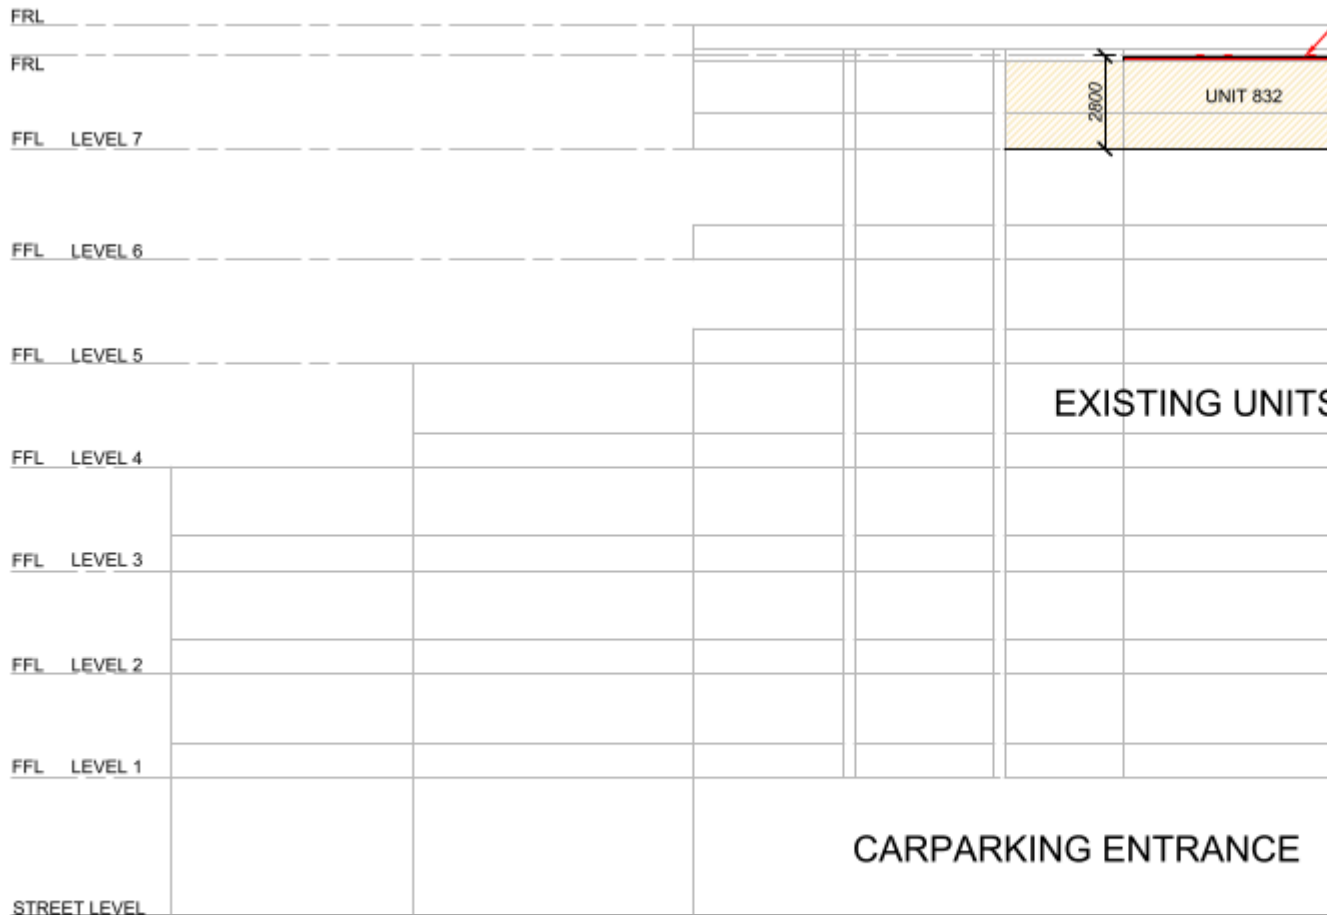 FRL
FRL
2800
UNIT 832
FFL LEVEL 7
FFL LEVEL 6
FFL LEVEL 5
EXISTING UNITS
FFL LEVEL 4
FFL LEVEL 3
FFL LEVEL 2
FFL LEVEL 1
CARPARKING ENTRANCE
STREET LEVEL